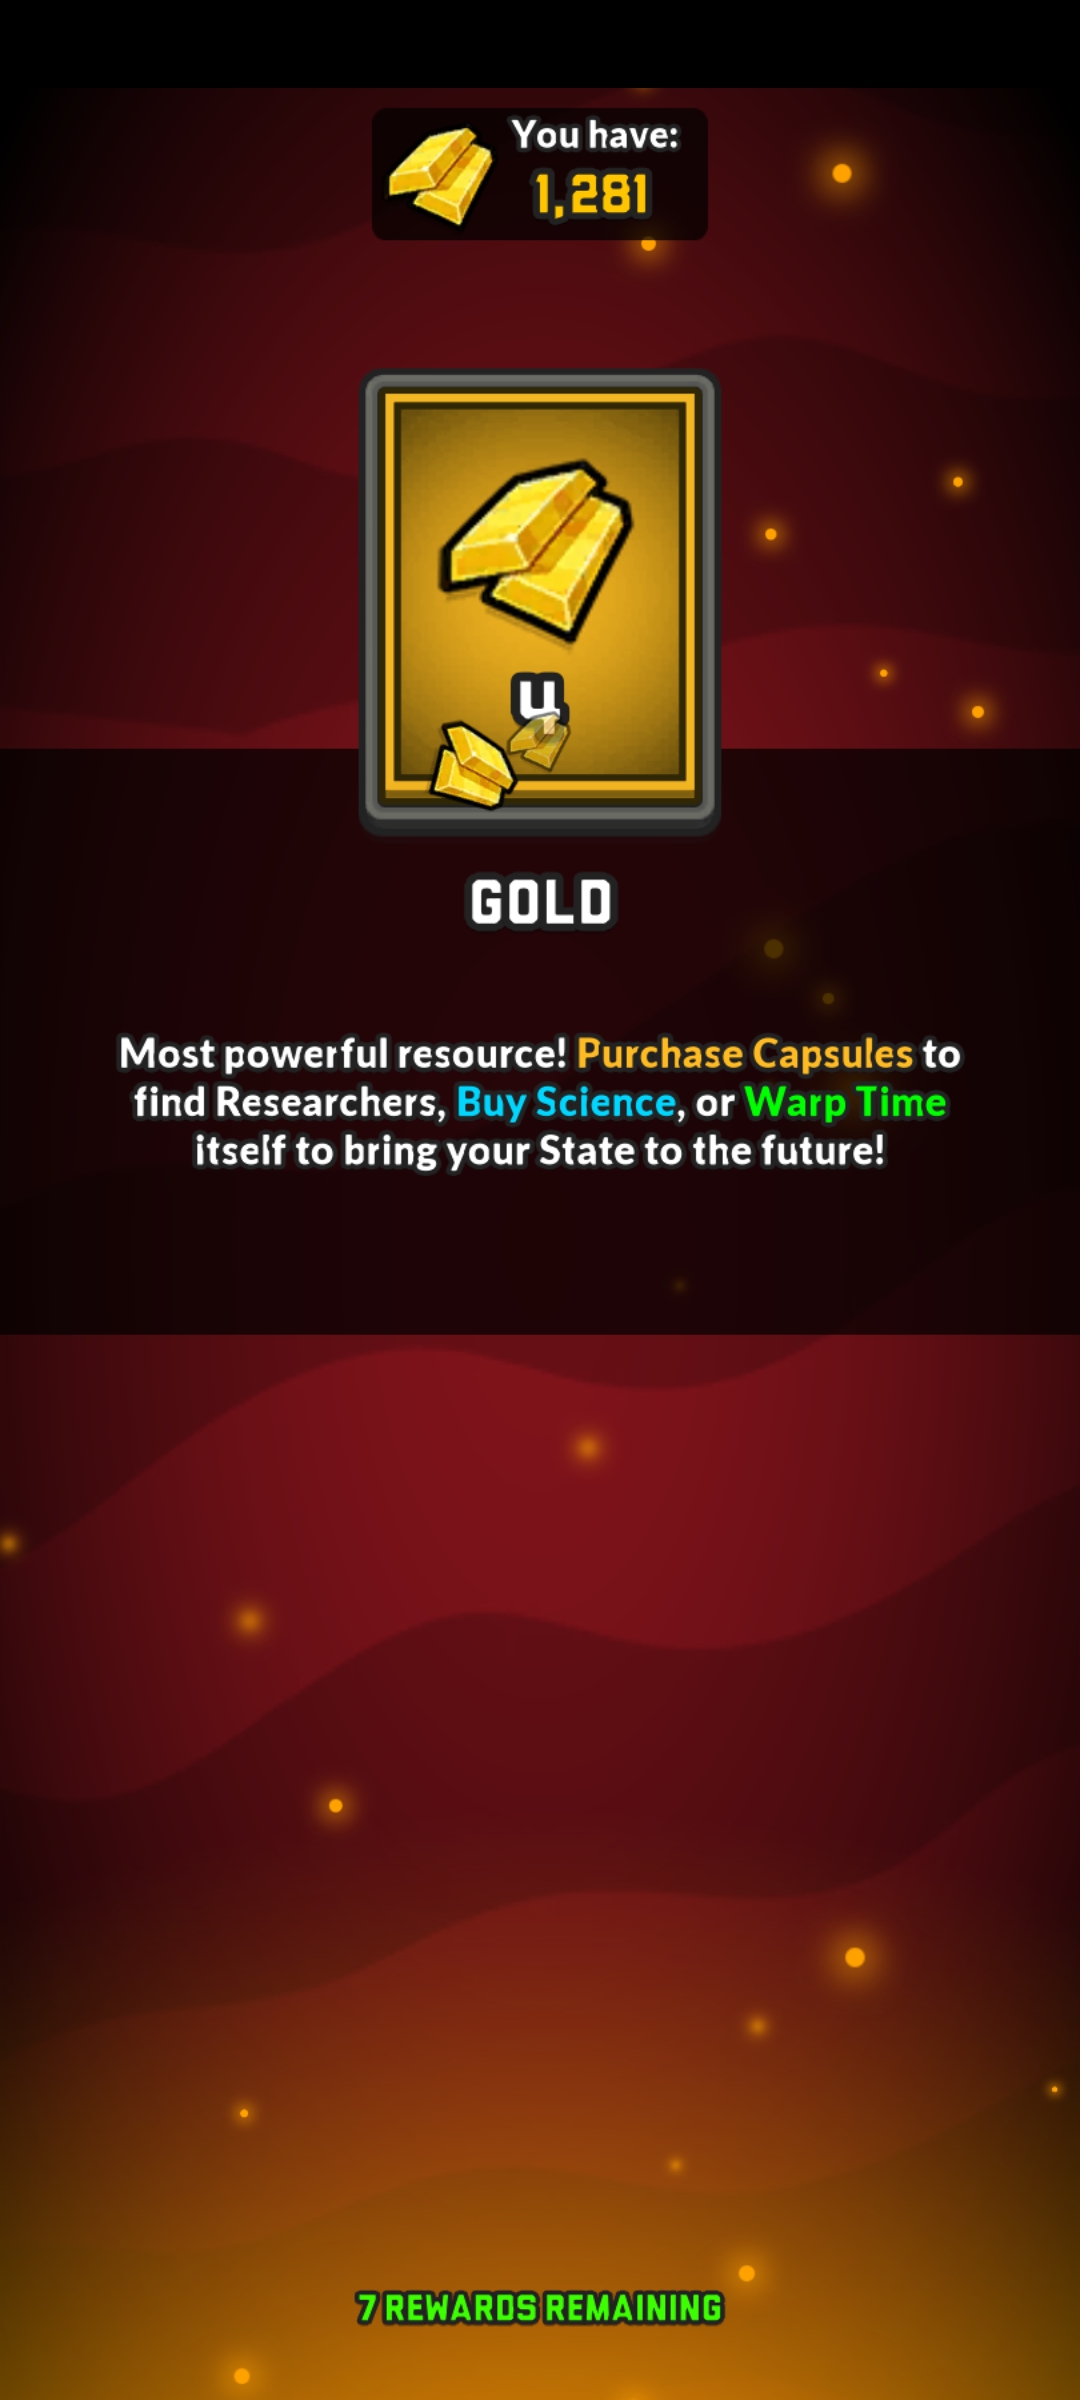 You have:
1,281
GOLD
Most powerful resource! Purchase Capsules to
find Researchers, Buy Science, or Warp Time
itself to bring your State to the future!
7 REWARDS REMAINING